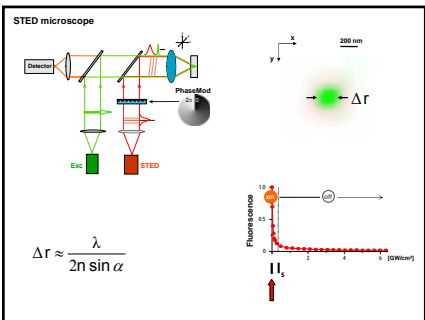 STED microscope
x
200 nm
y
Detector
PhaseMod
2π 0
Δr
Exc
STED
1.0
on
off
Fluorescence
0.5
0
2
4
6
[GW/cm²]
I Is
Δr ≈ λ / 2n sin α